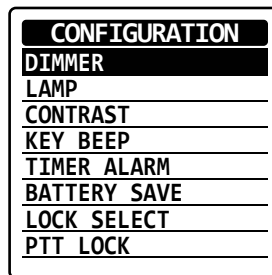 CONFIGURATION
DIMMER
LAMP
CONTRAST
KEY BEEP
TIMER ALARM
BATTERY SAVE
LOCK SELECT
PTT LOCK